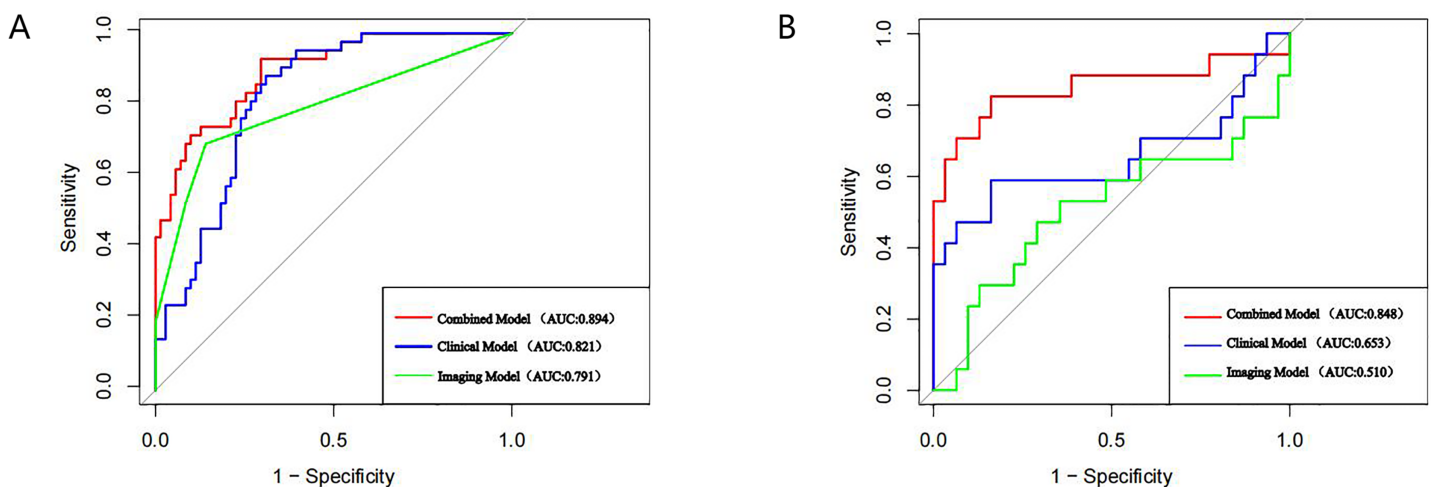 A
1.0
0.8
0.6
0.4
0.2
0.0
Sensitivity
Combined Model （AUC:0.894）
Clinical Model （AUC:0.821）
Imaging Model （AUC:0.791）
0.0 0.5 1.0
1 − Specificity
B
1.0
0.8
0.6
0.4
0.2
0.0
Sensitivity
Combined Model （AUC:0.848）
Clinical Model （AUC:0.653）
Imaging Model （AUC:0.510）
0.0 0.5 1.0
1 − Specificity